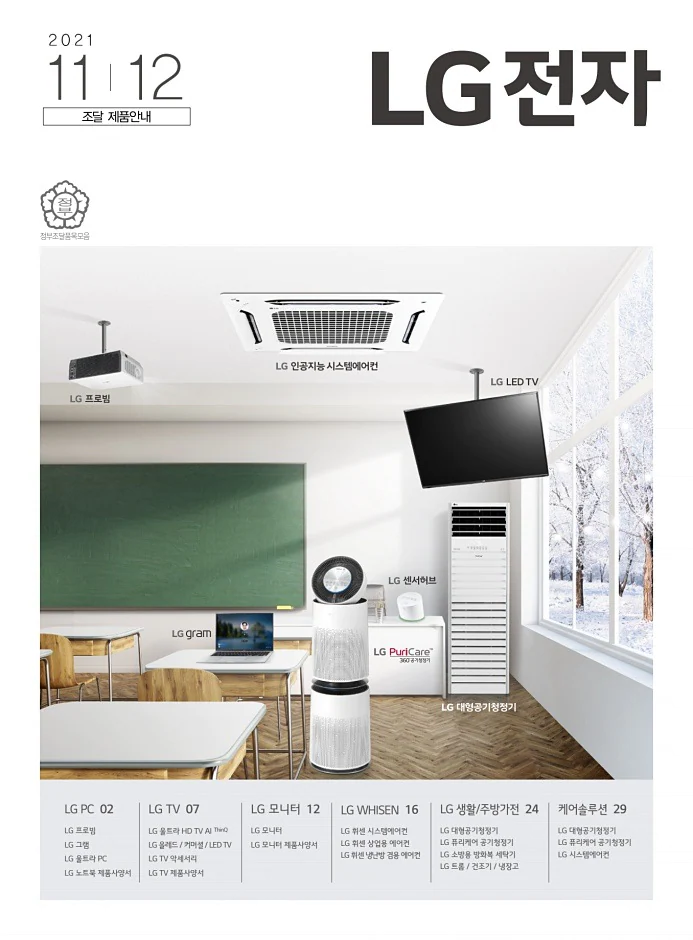 2021
11 | 12
조달 제품안내
LG전자
정부
정부조달품목모음
LG 인공지능 시스템에어컨
LG LED TV
LG 프로빔
LG 센서허브
LG gram
LG PuriCare™
360° 공기청정기
LG 대형공기청정기
LG PC 02
LG 프로빔
LG 그램
LG 울트라 PC
LG 노트북 제품사양서
LG TV 07
LG 울트라 HD TV AI ThinQ
LG 올레드 / 커머셜 / LED TV
LG TV 악세서리
LG TV 제품사양서
LG 모니터 12
LG 모니터
LG 모니터 제품사양서
LG WHISEN 16
LG 휘센 시스템에어컨
LG 휘센 상업용 에어컨
LG 휘센 냉난방 겸용 에어컨
LG 생활/주방가전 24
LG 대형공기청정기
LG 퓨리케어 공기청정기
LG 소방용 방화복 세탁기
LG 트롬 / 건조기 / 냉장고
케어솔루션 29
LG 대형공기청정기
LG 퓨리케어 공기청정기
LG 시스템에어컨